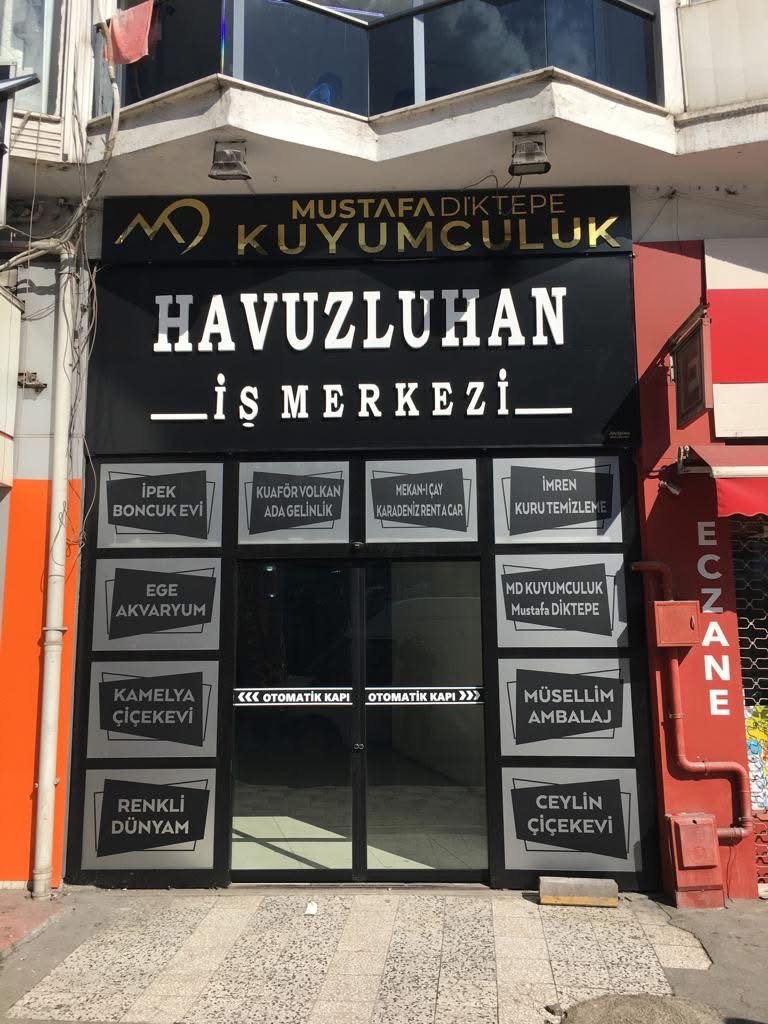 MUSTAFA DİKTEPE
KUYUMCULUK
HAVUZLUHAN
İŞ MERKEZİ
İPEK
BONCUK EVİ
KUAFÖR VOLKAN
ADA GELİNLİK
MEKAN-I ÇAY
KARADENİZ RENT A CAR
İMREN
KURU TEMİZLEME
EGE
AKVARYUM
MD KUYUMCULUK
Mustafa DİKTEPE
KAMELYA
ÇİÇEKEVİ
<<< OTOMATİK KAPI
OTOMATİK KAPI >>>
MÜSELLİM
AMBALAJ
RENKLİ
DÜNYAM
CEYLİN
ÇİÇEKEVİ
ECZANE